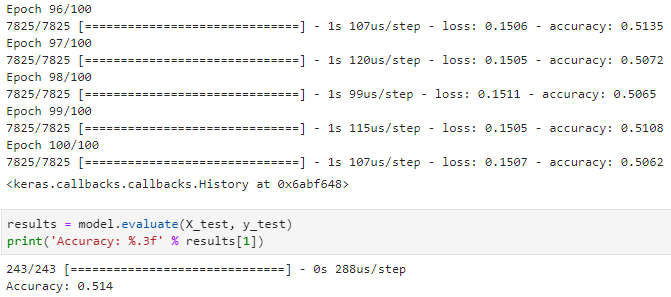 Epoch 96/100
7825/7825 [==============================] - 1s 107us/step - loss: 0.1506 - accuracy: 0.5135
Epoch 97/100
7825/7825 [==============================] - 1s 120us/step - loss: 0.1505 - accuracy: 0.5072
Epoch 98/100
7825/7825 [==============================] - 1s 99us/step - loss: 0.1511 - accuracy: 0.5065
Epoch 99/100
7825/7825 [==============================] - 1s 115us/step - loss: 0.1505 - accuracy: 0.5108
Epoch 100/100
7825/7825 [==============================] - 1s 107us/step - loss: 0.1507 - accuracy: 0.5062
<keras.callbacks.callbacks.History at 0x6abf648>
results = model.evaluate(X_test, y_test)
print('Accuracy: %.3f' % results[1])
243/243 [==============================] - 0s 288us/step
Accuracy: 0.514